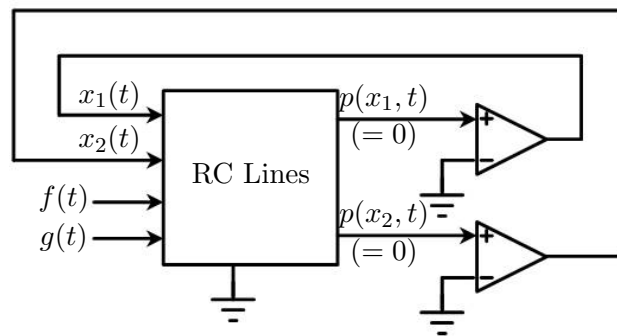 x₁(t)
x₂(t)
f(t)
g(t)
RC Lines
p(x₁, t)
(= 0)
p(x₂, t)
(= 0)
+
−
+
−